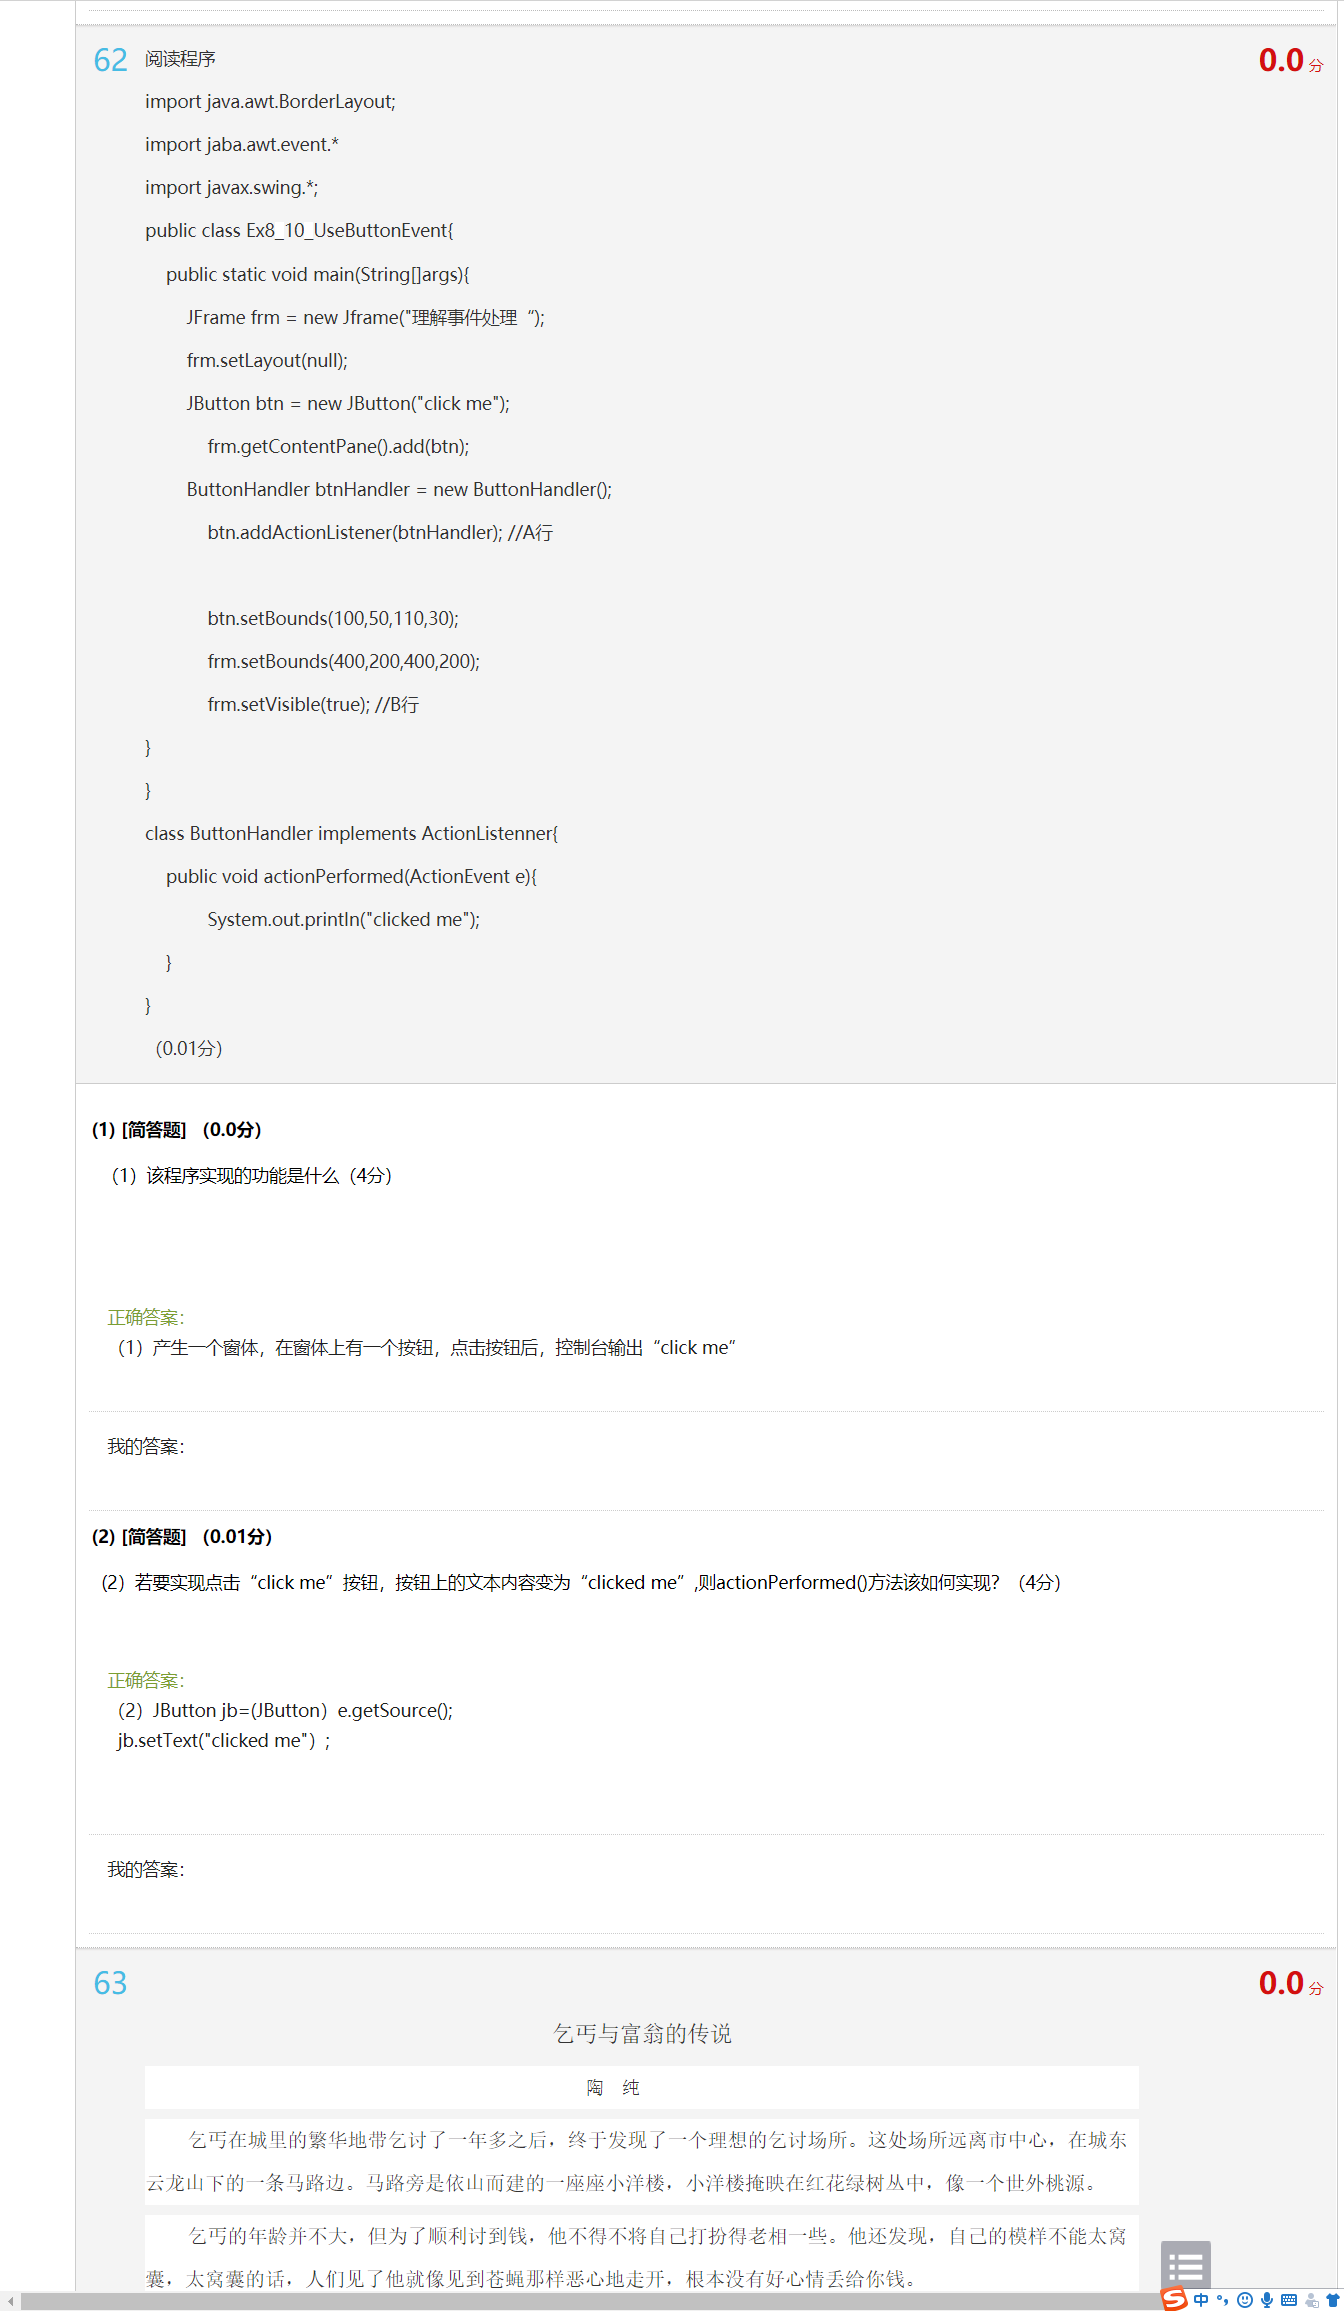 62 阅读程序
0.0 分
import java.awt.BorderLayout;
import jaba.awt.event.*
import javax.swing.*;
public class Ex8_10_UseButtonEvent{
public static void main(String[]args){
JFrame frm = new Jframe("理解事件处理“);
frm.setLayout(null);
JButton btn = new JButton("click me");
frm.getContentPane().add(btn);
ButtonHandler btnHandler = new ButtonHandler();
btn.addActionListener(btnHandler); //A行
btn.setBounds(100,50,110,30);
frm.setBounds(400,200,400,200);
frm.setVisible(true); //B行
}
}
class ButtonHandler implements ActionListenner{
public void actionPerformed(ActionEvent e){
System.out.println("clicked me");
}
}
（0.01分）
(1) [简答题] （0.0分）
（1）该程序实现的功能是什么（4分）
正确答案：
（1）产生一个窗体，在窗体上有一个按钮，点击按钮后，控制台输出“click me”
我的答案：
(2) [简答题] （0.01分）
(2）若要实现点击“click me”按钮，按钮上的文本内容变为“clicked me”,则actionPerformed()方法该如何实现？（4分）
正确答案：
（2）JButton jb=(JButton）e.getSource();
jb.setText("clicked me"）;
我的答案：
63
0.0 分
乞丐与富翁的传说
陶 纯
乞丐在城里的繁华地带乞讨了一年多之后，终于发现了一个理想的乞讨场所。这处场所远离市中心，在城东
云龙山下的一条马路边。马路旁是依山而建的一座座小洋楼，小洋楼掩映在红花绿树丛中，像一个世外桃源。
乞丐的年龄并不大，但为了顺利讨到钱，他不得不将自己打扮得老相一些。他还发现，自己的模样不能太窝
囊，太窝囊的话，人们见了他就像见到苍蝇那样恶心地走开，根本没有好心情丢给你钱。
中